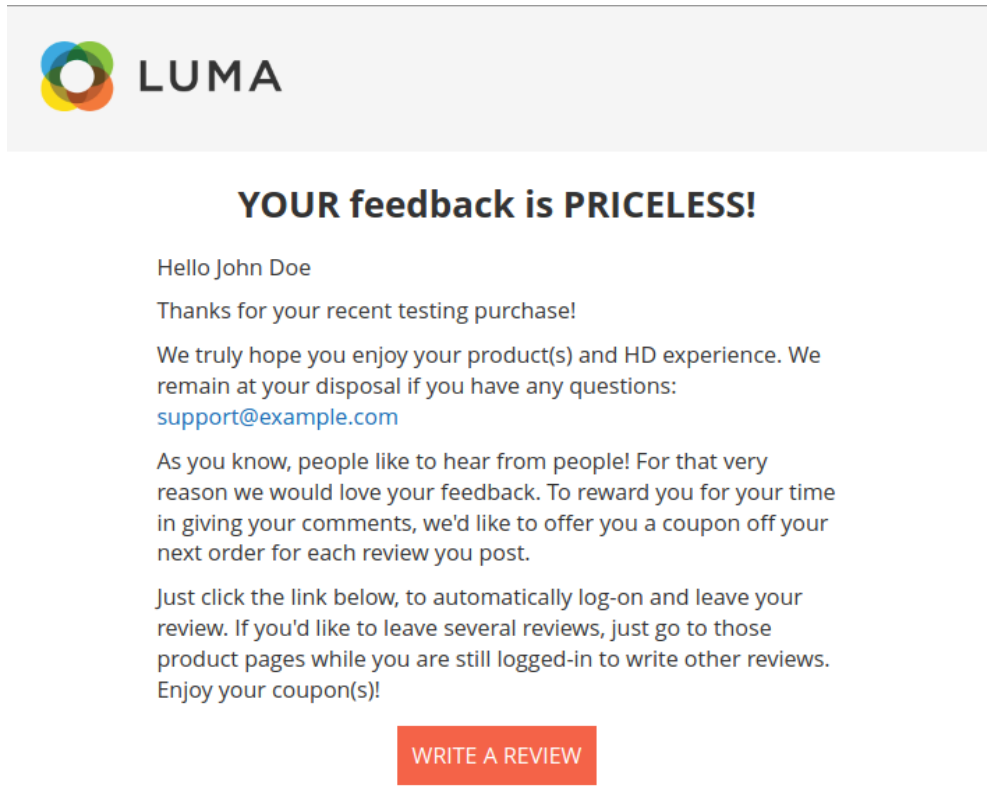 LUMA
YOUR feedback is PRICELESS!
Hello John Doe
Thanks for your recent testing purchase!
We truly hope you enjoy your product(s) and HD experience. We
remain at your disposal if you have any questions:
support@example.com
As you know, people like to hear from people! For that very
reason we would love your feedback. To reward you for your time
in giving your comments, we'd like to offer you a coupon off your
next order for each review you post.
Just click the link below, to automatically log-on and leave your
review. If you'd like to leave several reviews, just go to those
product pages while you are still logged-in to write other reviews.
Enjoy your coupon(s)!
WRITE A REVIEW